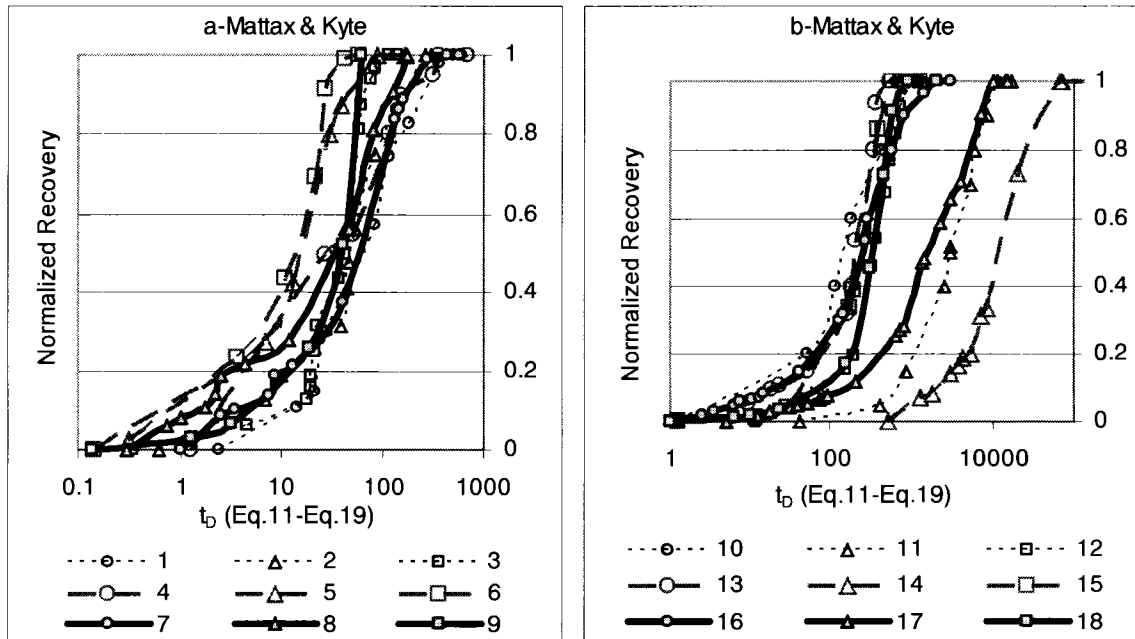 a-Mattax & Kyte
1
0.8
0.6
0.4
0.2
0
Normalized Recovery
0.1 1 10 100 1000
tD (Eq.11-Eq.19)
1 2 3
4 5 6
7 8 9
b-Mattax & Kyte
1
0.8
0.6
0.4
0.2
0
Normalized Recovery
1 100 10000
tD (Eq.11-Eq.19)
10 11 12
13 14 15
16 17 18